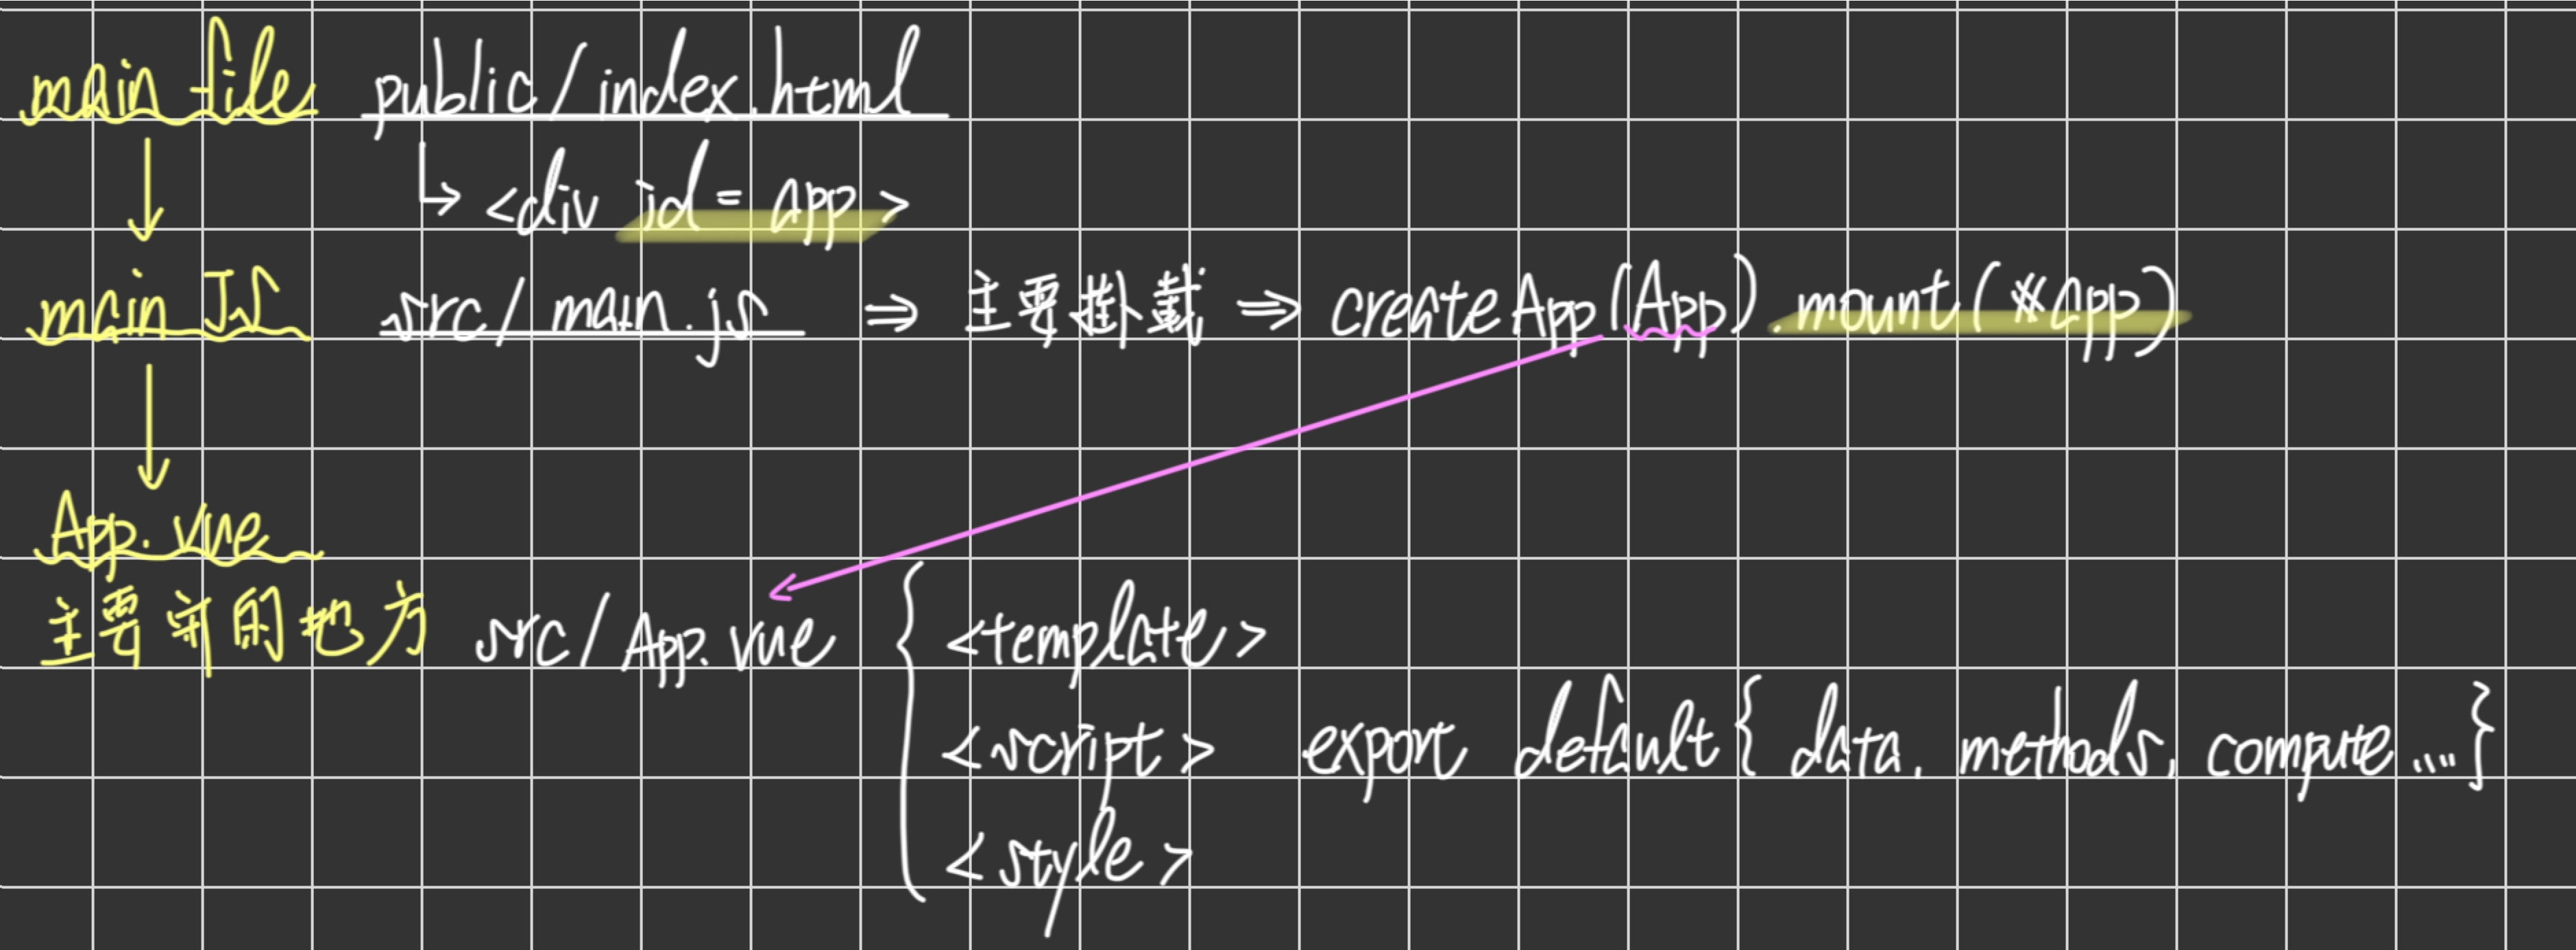 main file public/index.html
↳ <div id = app>
main JS src/main.js ⇒ 主要掛載 ⇒ createApp(App).mount(#app)
App.vue
主要寫的地方 src/App.vue { <template>
<script> export default { data. methods, compute ..... }
<style>